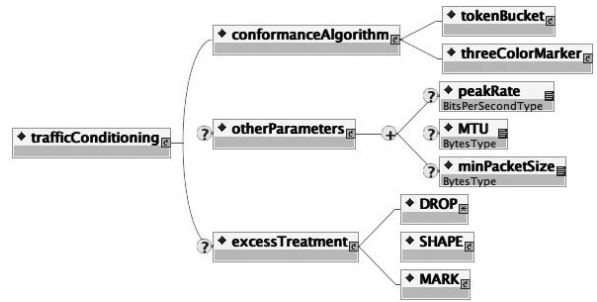 trafficConditioning
conformanceAlgorithm
tokenBucket
threeColorMarker
? otherParameters
+
? peakRate
BitsPerSecondType
? MTU
BytesType
? minPacketSize
BytesType
? excessTreatment
DROP
SHAPE
MARK